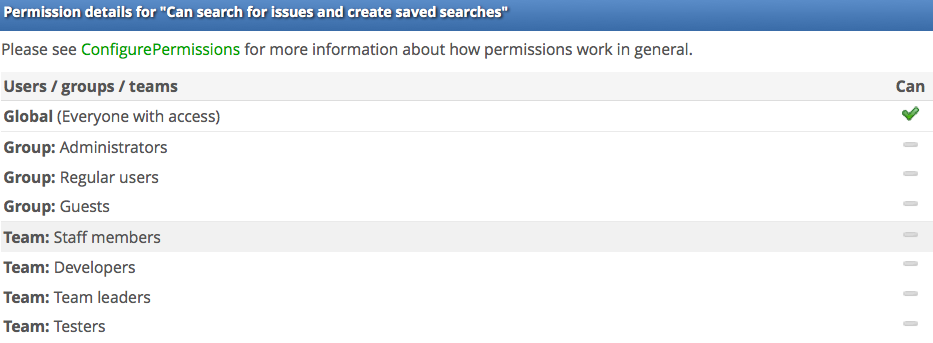 Permission details for "Can search for issues and create saved searches"
Please see ConfigurePermissions for more information about how permissions work in general.
Users / groups / teams Can
Global (Everyone with access)
Group: Administrators
Group: Regular users
Group: Guests
Team: Staff members
Team: Developers
Team: Team leaders
Team: Testers